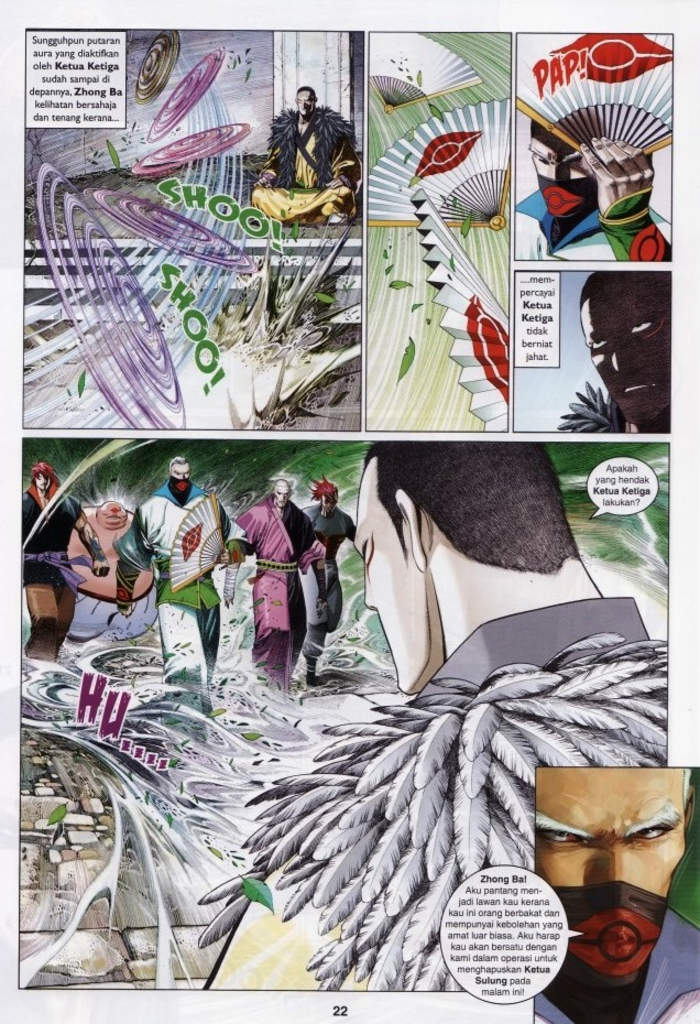 Sungguhpun putaran
aura yang diaktifkan
oleh Ketua Ketiga
sudah sampai di
depannya, Zhong Ba
kelihatan bersahaja
dan tenang kerana...
SHOOO!
SHOOO!
PAP!
....mem-
percayai
Ketua
Ketiga
tidak
berniat
jahat.
Apakah
yang hendak
Ketua Ketiga
lakukan?
HU....
Zhong Ba!
Aku pantang men-
jadi lawan kau kerana
kau ini orang berbakat dan
mempunyai kebolehan yang
amat luar biasa. Aku harap
kau akan bersatu dengan
kami dalam operasi untuk
menghapuskan Ketua
Sulung pada
malam ini!
22